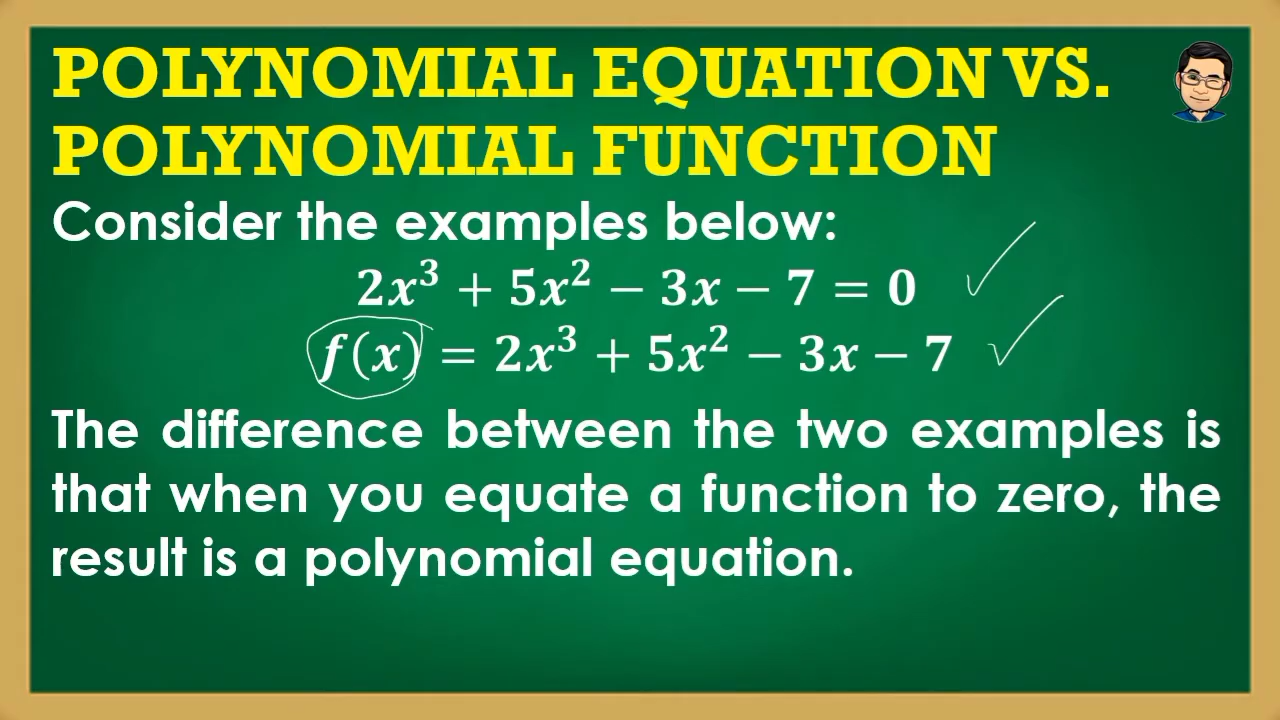 POLYNOMIAL EQUATION VS.
POLYNOMIAL FUNCTION
Consider the examples below:
2x³ + 5x² − 3x − 7 = 0
f(x) = 2x³ + 5x² − 3x − 7
The difference between the two examples is
that when you equate a function to zero, the
result is a polynomial equation.